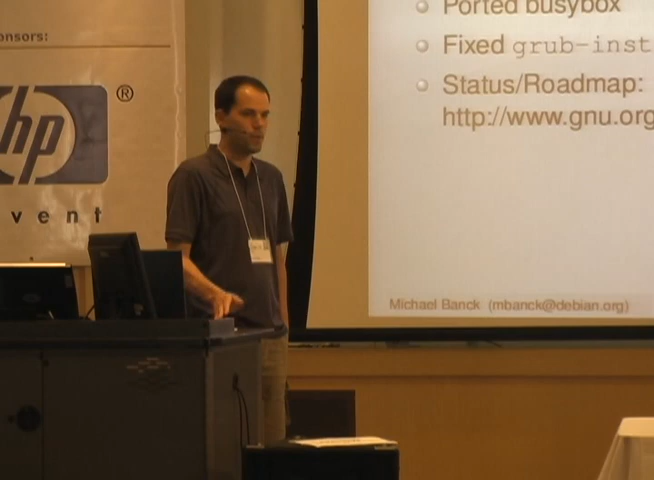 onsors:
hp
®
vent
Ported busybox
Fixed grub-inst
Status/Roadmap:
http://www.gnu.org
Michael Banck (mbanck@debian.org)